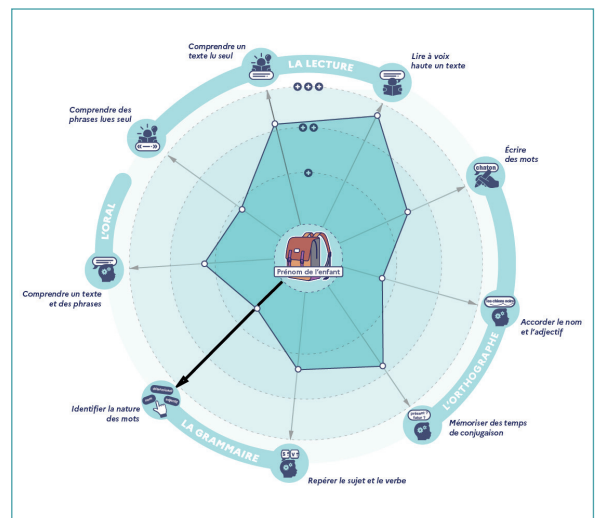 Comprendre un
texte lu seul
LA LECTURE
Lire à voix
haute un texte
Comprendre des
phrases lues seul
Écrire
des mots
chaton
L'ORAL
Prénom de l'enfant
Comprendre un texte
et des phrases
Accorder le nom
et l'adjectif
L'ORTHOGRAPHE
Identifier la nature
des mots
LA GRAMMAIRE
Mémoriser des temps
de conjugaison
Repérer le sujet et le verbe